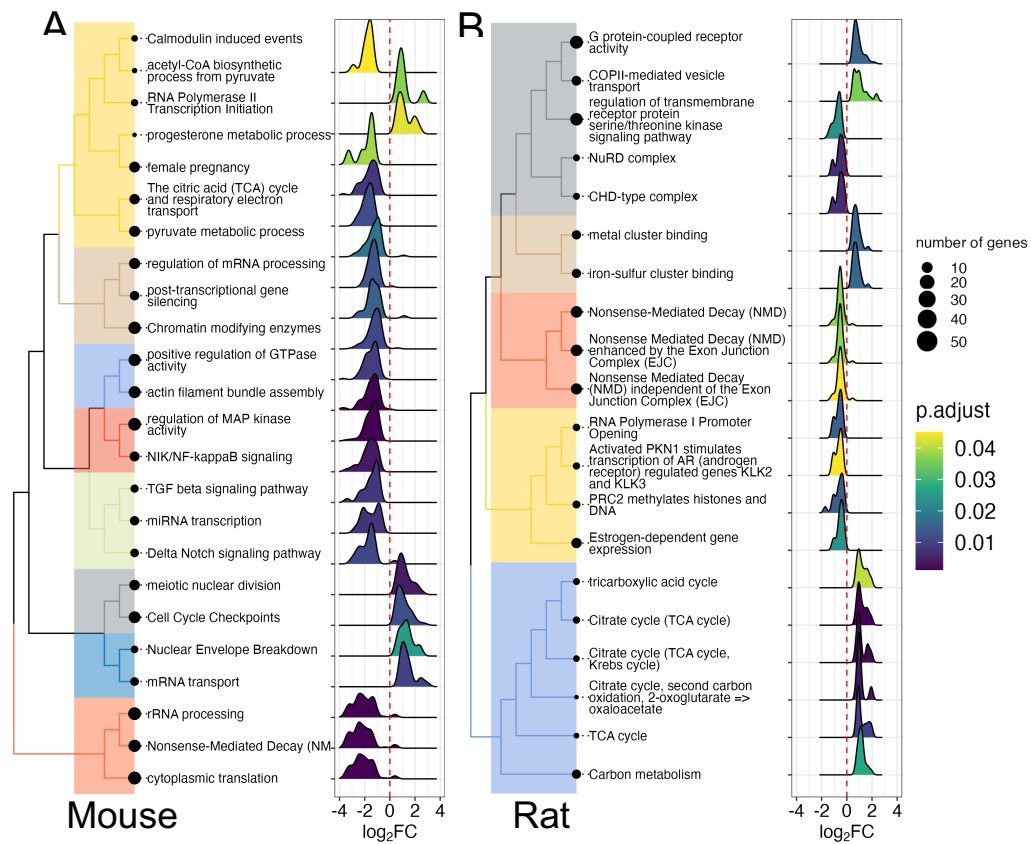 A
Calmodulin induced events
acetyl-CoA biosynthetic
process from pyruvate
RNA Polymerase II
Transcription Initiation
progesterone metabolic process
female pregnancy
The citric acid (TCA) cycle
and respiratory electron
transport
pyruvate metabolic process
regulation of mRNA processing
post-transcriptional gene
silencing
Chromatin modifying enzymes
positive regulation of GTPase
activity
actin filament bundle assembly
regulation of MAP kinase
activity
NIK/NF-kappaB signaling
TGF beta signaling pathway
miRNA transcription
Delta Notch signaling pathway
meiotic nuclear division
Cell Cycle Checkpoints
Nuclear Envelope Breakdown
mRNA transport
rRNA processing
Nonsense-Mediated Decay (NM
cytoplasmic translation
-4 -2 0 2 4
log2FC
Mouse
B
G protein-coupled receptor
activity
COPII-mediated vesicle
transport
regulation of transmembrane
receptor protein
serine/threonine kinase
signaling pathway
NuRD complex
CHD-type complex
metal cluster binding
iron-sulfur cluster binding
Nonsense-Mediated Decay (NMD)
Nonsense Mediated Decay (NMD)
enhanced by the Exon Junction
Complex (EJC)
Nonsense Mediated Decay
(NMD) independent of the Exon
Junction Complex (EJC)
RNA Polymerase I Promoter
Opening
Activated PKN1 stimulates
transcription of AR (androgen
receptor) regulated genes KLK2
and KLK3
PRC2 methylates histones and
DNA
Estrogen-dependent gene
expression
tricarboxylic acid cycle
Citrate cycle (TCA cycle)
Citrate cycle (TCA cycle,
Krebs cycle)
Citrate cycle, second carbon
oxidation, 2-oxoglutarate =>
oxaloacetate
TCA cycle
Carbon metabolism
-4 -2 0 2 4
log2FC
Rat
number of genes
10
20
30
40
50
p.adjust
0.04
0.03
0.02
0.01